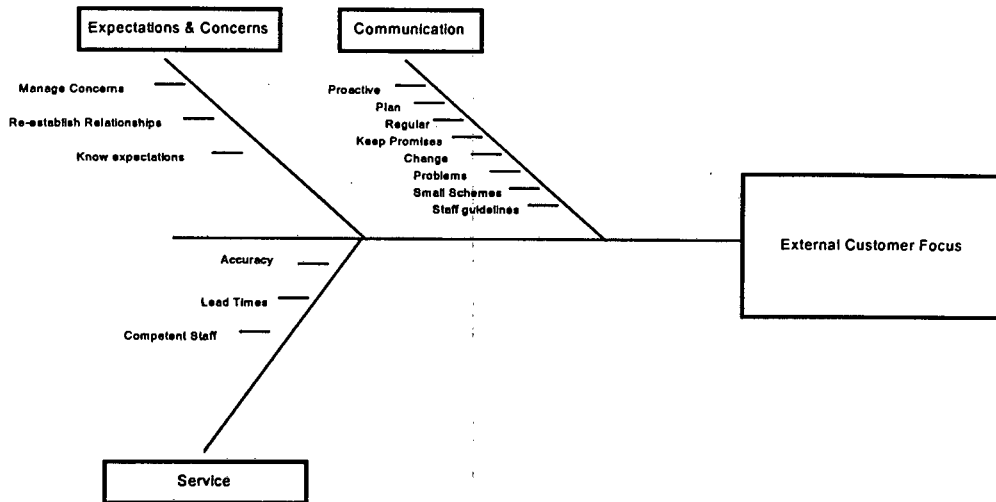 Expectations & Concerns
Manage Concerns
Re-establish Relationships
Know expectations
Communication
Proactive
Plan
Regular
Keep Promises
Change
Problems
Small Schemes
Staff guidelines
External Customer Focus
Accuracy
Lead Times
Competent Staff
Service